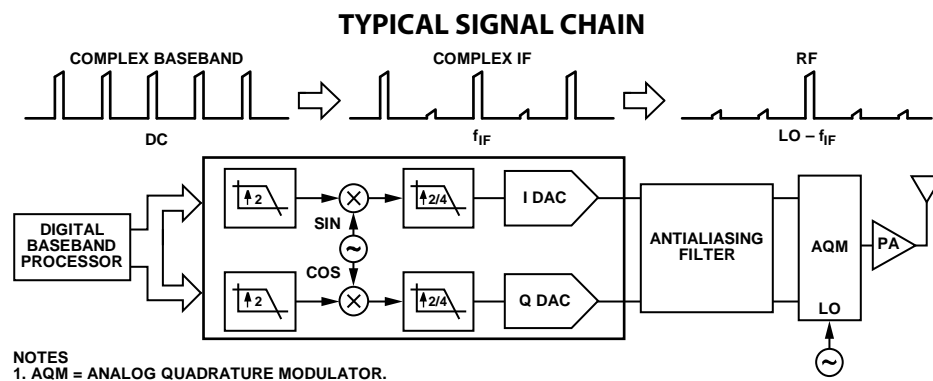 TYPICAL SIGNAL CHAIN
COMPLEX BASEBAND
COMPLEX IF
RF
DC
fIF
LO – fIF
2
2/4
I DAC
SIN
DIGITAL
BASEBAND
PROCESSOR
ANTIALIASING
FILTER
AQM
PA
COS
2
2/4
Q DAC
LO
NOTES
1. AQM = ANALOG QUADRATURE MODULATOR.